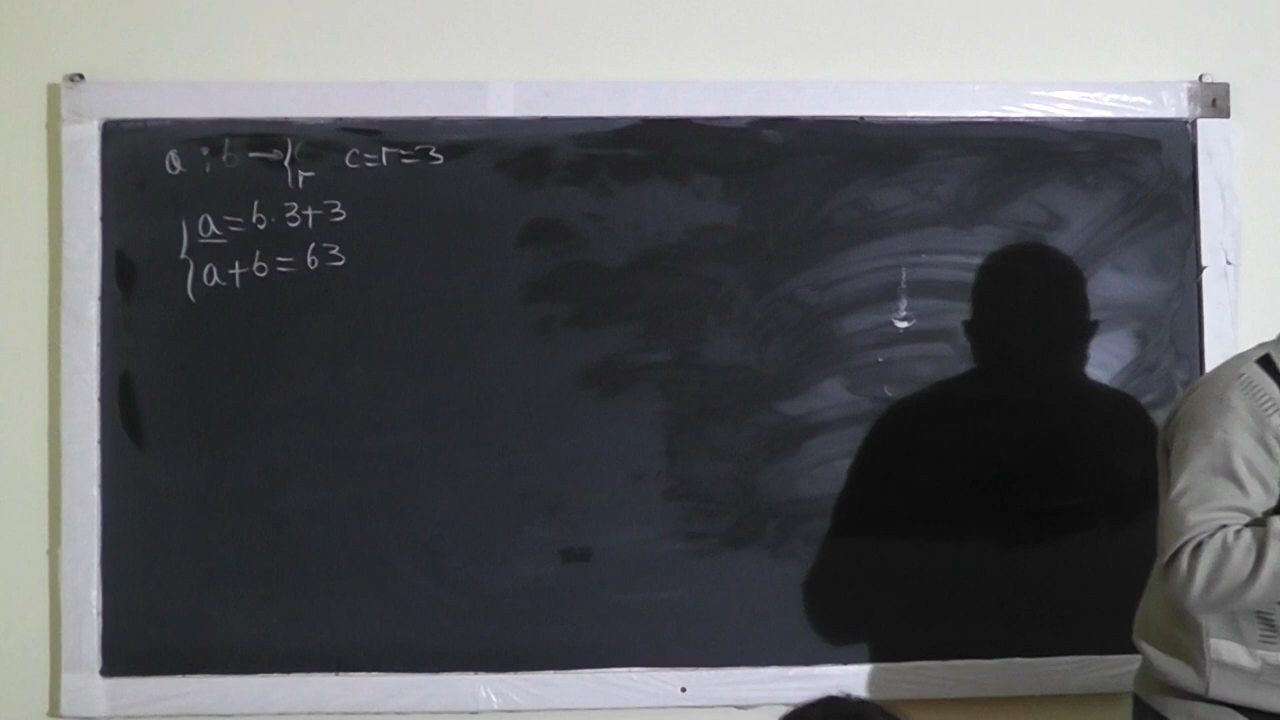 a : b → { c r c=r=3
{ a = b · 3 + 3
{ a + b = 63